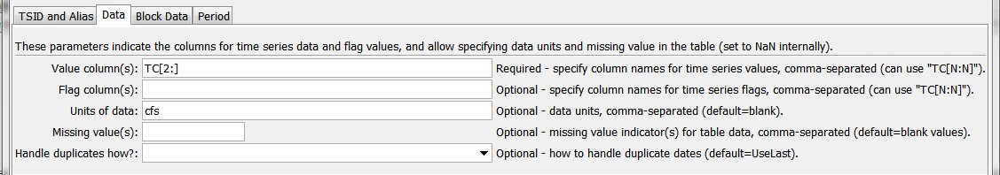 TSID and Alias Data Block Data Period
These parameters indicate the columns for time series data and flag values, and allow specifying data units and missing value in the table (set to NaN internally).
Value column(s): TC[2:] Required - specify column names for time series values, comma-separated (can use "TC[N:N]").
Flag column(s): Optional - specify column names for time series flags, comma-separated (can use "TC[N:N]").
Units of data: cfs Optional - data units, comma-separated (default=blank).
Missing value(s): Optional - missing value indicator(s) for table data, comma-separated (default=blank values).
Handle duplicates how?: Optional - how to handle duplicate dates (default=UseLast).